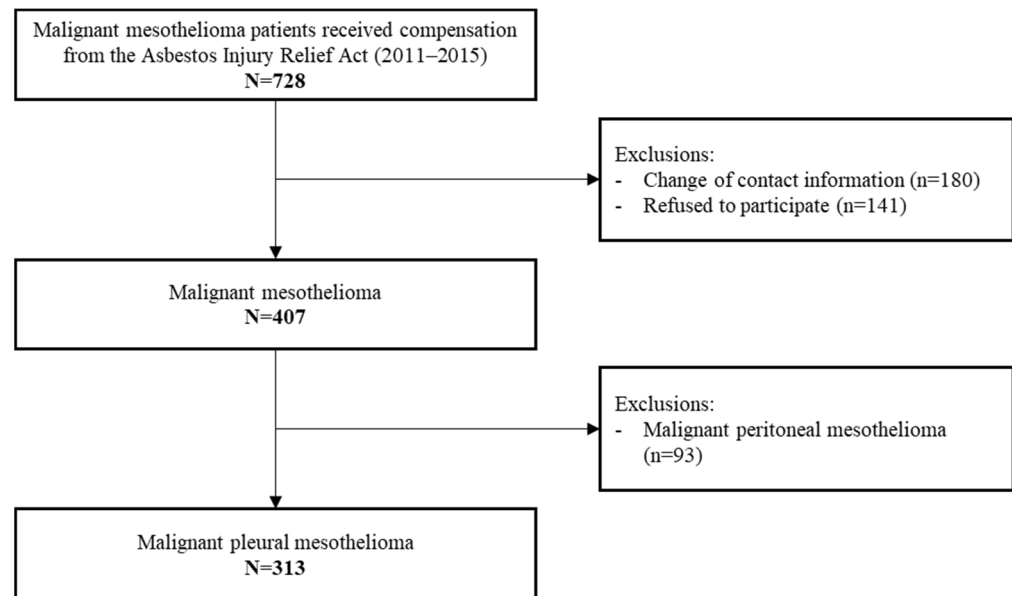 Malignant mesothelioma patients received compensation
from the Asbestos Injury Relief Act (2011–2015)
N=728
Exclusions:
- Change of contact information (n=180)
- Refused to participate (n=141)
Malignant mesothelioma
N=407
Exclusions:
- Malignant peritoneal mesothelioma
(n=93)
Malignant pleural mesothelioma
N=313